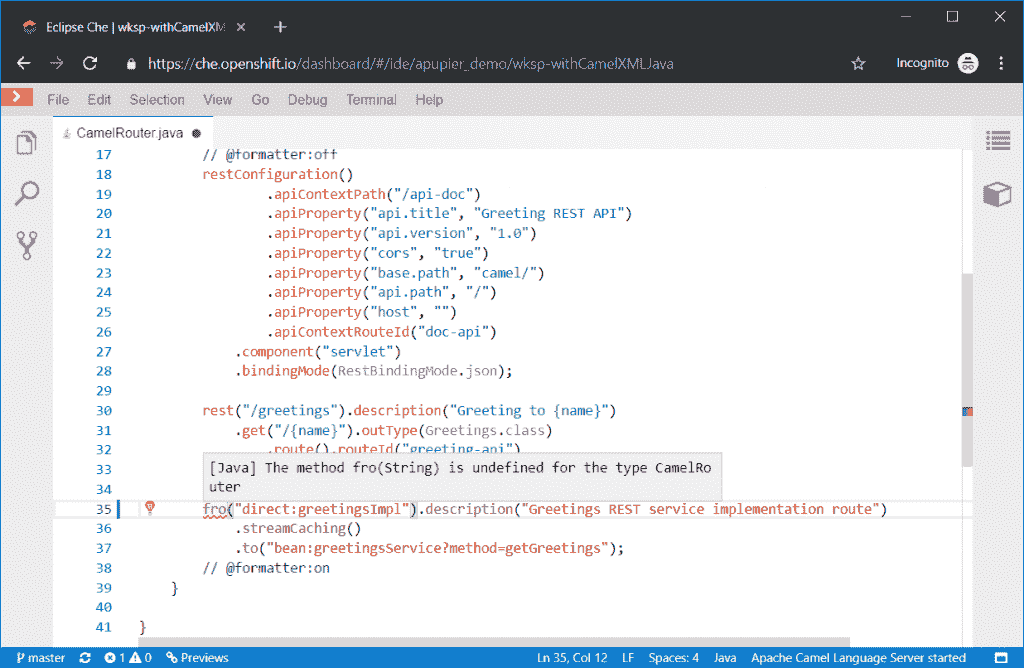 Eclipse Che | wksp-withCamelXM
https://che.openshift.io/dashboard/#/ide/apupier_demo/wksp-withCamelXMLJava
Incognito
File Edit Selection View Go Debug Terminal Help
CamelRouter.java
17 // @formatter:off
18 restConfiguration()
19 .apiContextPath("/api-doc")
20 .apiProperty("api.title", "Greeting REST API")
21 .apiProperty("api.version", "1.0")
22 .apiProperty("cors", "true")
23 .apiProperty("base.path", "camel/")
24 .apiProperty("api.path", "/")
25 .apiProperty("host", "")
26 .apiContextRouteId("doc-api")
27 .component("servlet")
28 .bindingMode(RestBindingMode.json);
29
30 rest("/greetings").description("Greeting to {name}")
31 .get("/{name}").outType(Greetings.class)
32 .route().routeId("greeting-api")
33 [Java] The method fro(String) is undefined for the type CamelRo
34 uter
35 fro("direct:greetingsImpl").description("Greetings REST service implementation route")
36 .streamCaching()
37 .to("bean:greetingsService?method=getGreetings");
38 // @formatter:on
39 }
40
41 }
master 1 0 Previews Ln 35, Col 12 LF Spaces: 4 Java Apache Camel Language Server started